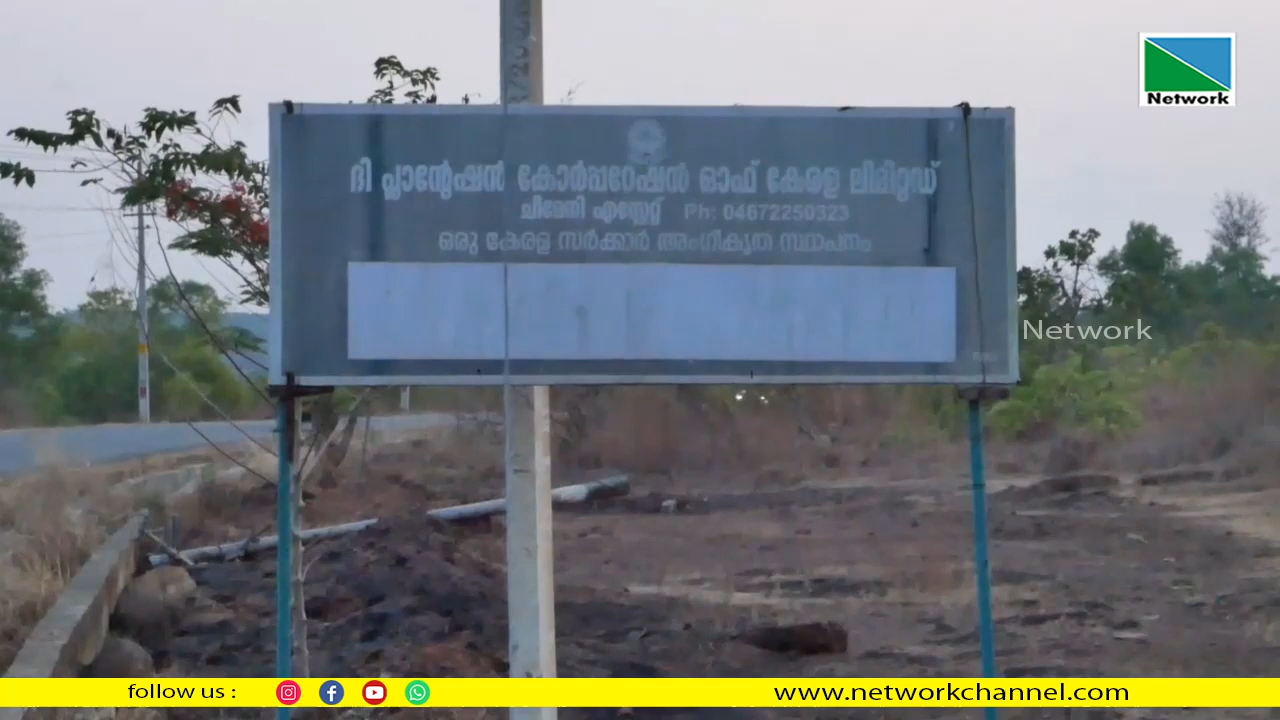 Network
ദി പ്ലാന്റേഷൻ കോർപ്പറേഷൻ ഓഫ് കേരള ലിമിറ്റഡ്
ചീമേനി എസ്റ്റേറ്റ് Ph: 04672250323
ഒരു കേരള സർക്കാർ അംഗീകൃത സ്ഥാപനം
Network
follow us :
www.networkchannel.com